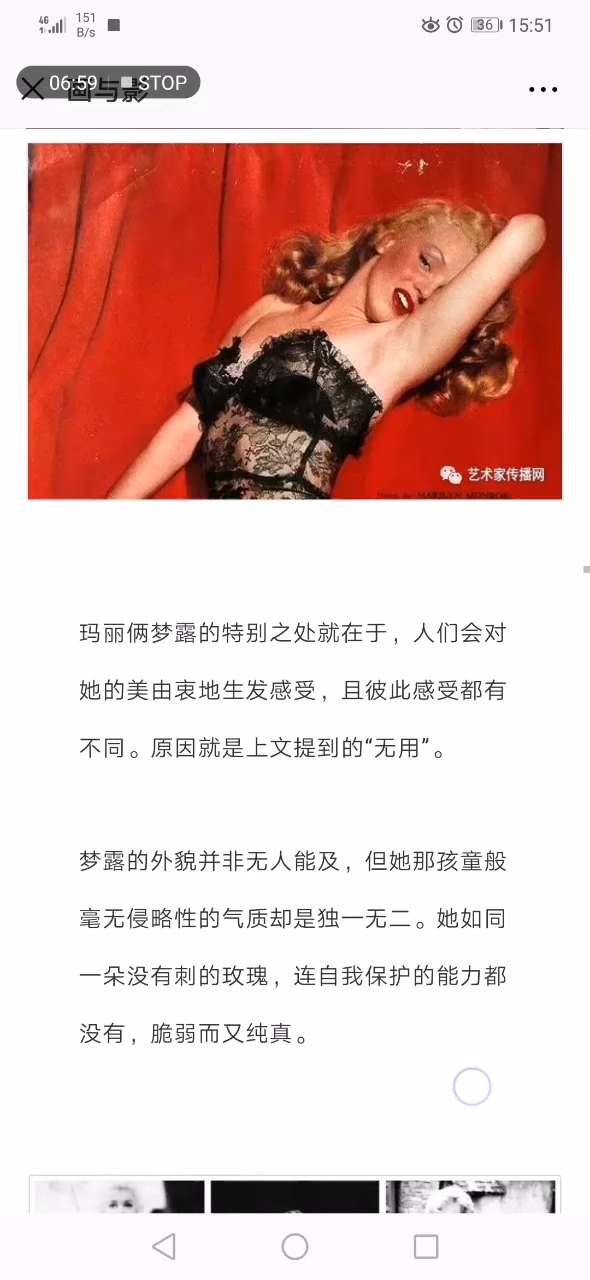 4G
151
B/s
36
15:51
06:59
STOP
画与影
艺术家传播网
玛丽俩梦露的特别之处就在于，人们会对
她的美由衷地生发感受，且彼此感受都有
不同。原因就是上文提到的“无用”。
梦露的外貌并非无人能及，但她那孩童般
毫无侵略性的气质却是独一无二。她如同
一朵没有刺的玫瑰，连自我保护的能力都
没有，脆弱而又纯真。